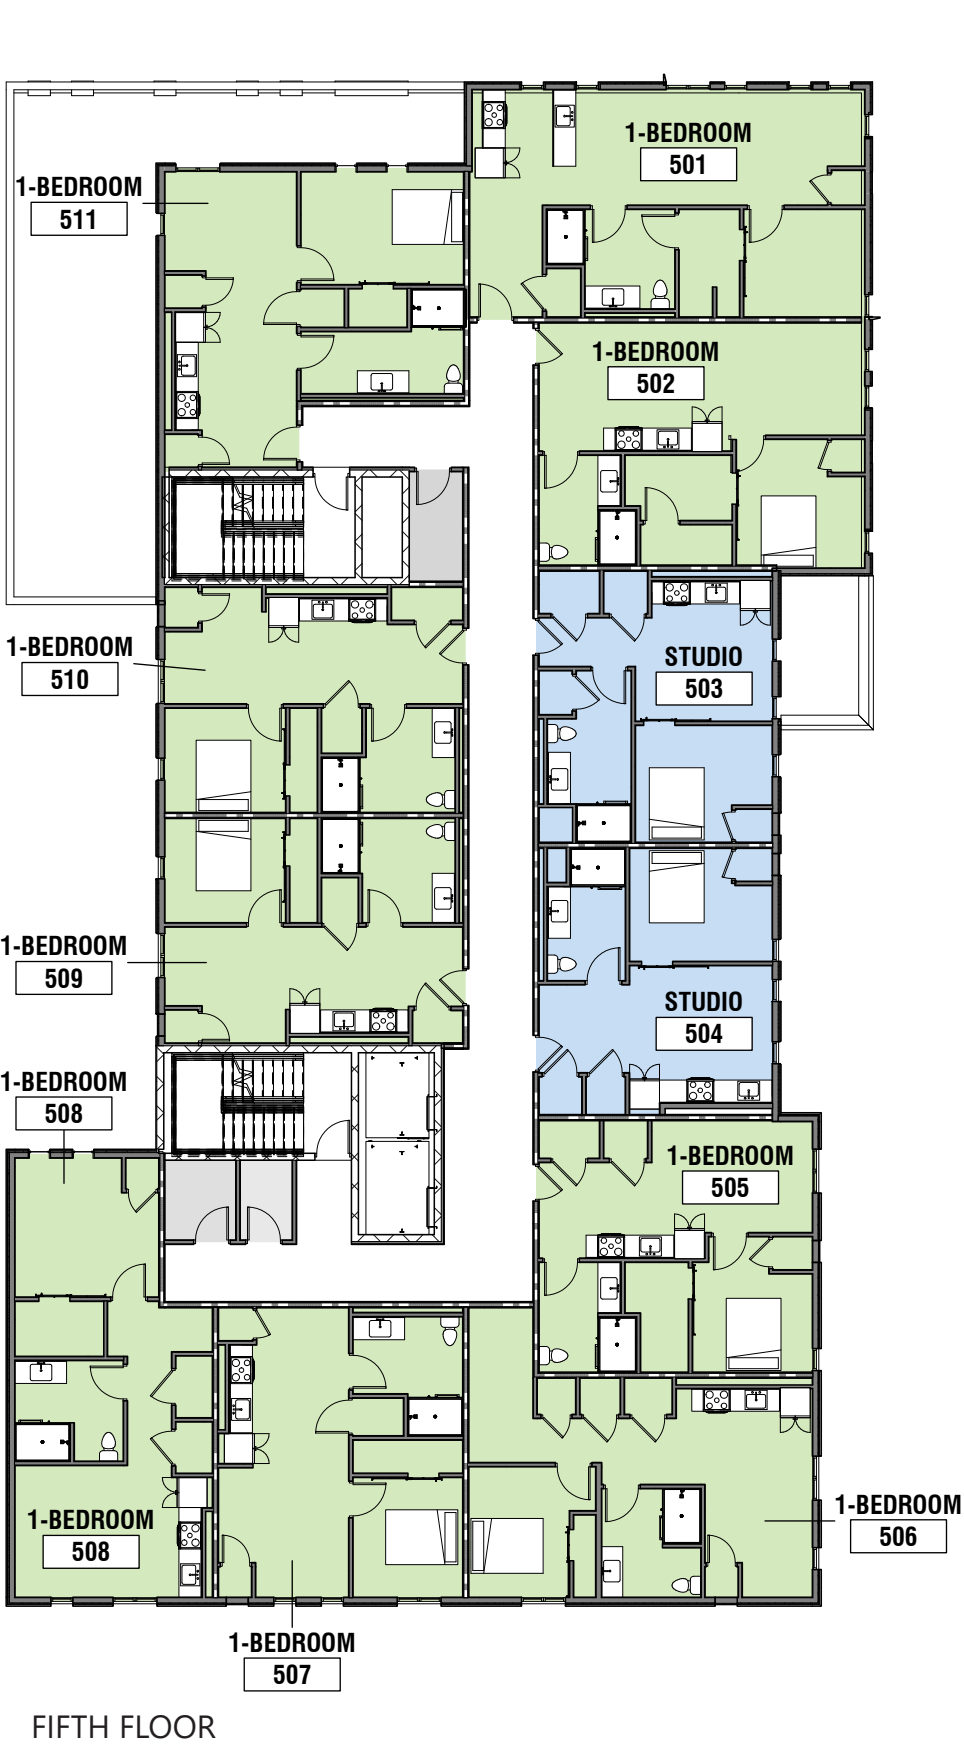 1-BEDROOM
501
1-BEDROOM
511
1-BEDROOM
502
1-BEDROOM
510
STUDIO
503
1-BEDROOM
509
STUDIO
504
1-BEDROOM
508
1-BEDROOM
505
1-BEDROOM
508
1-BEDROOM
506
1-BEDROOM
507
FIFTH FLOOR